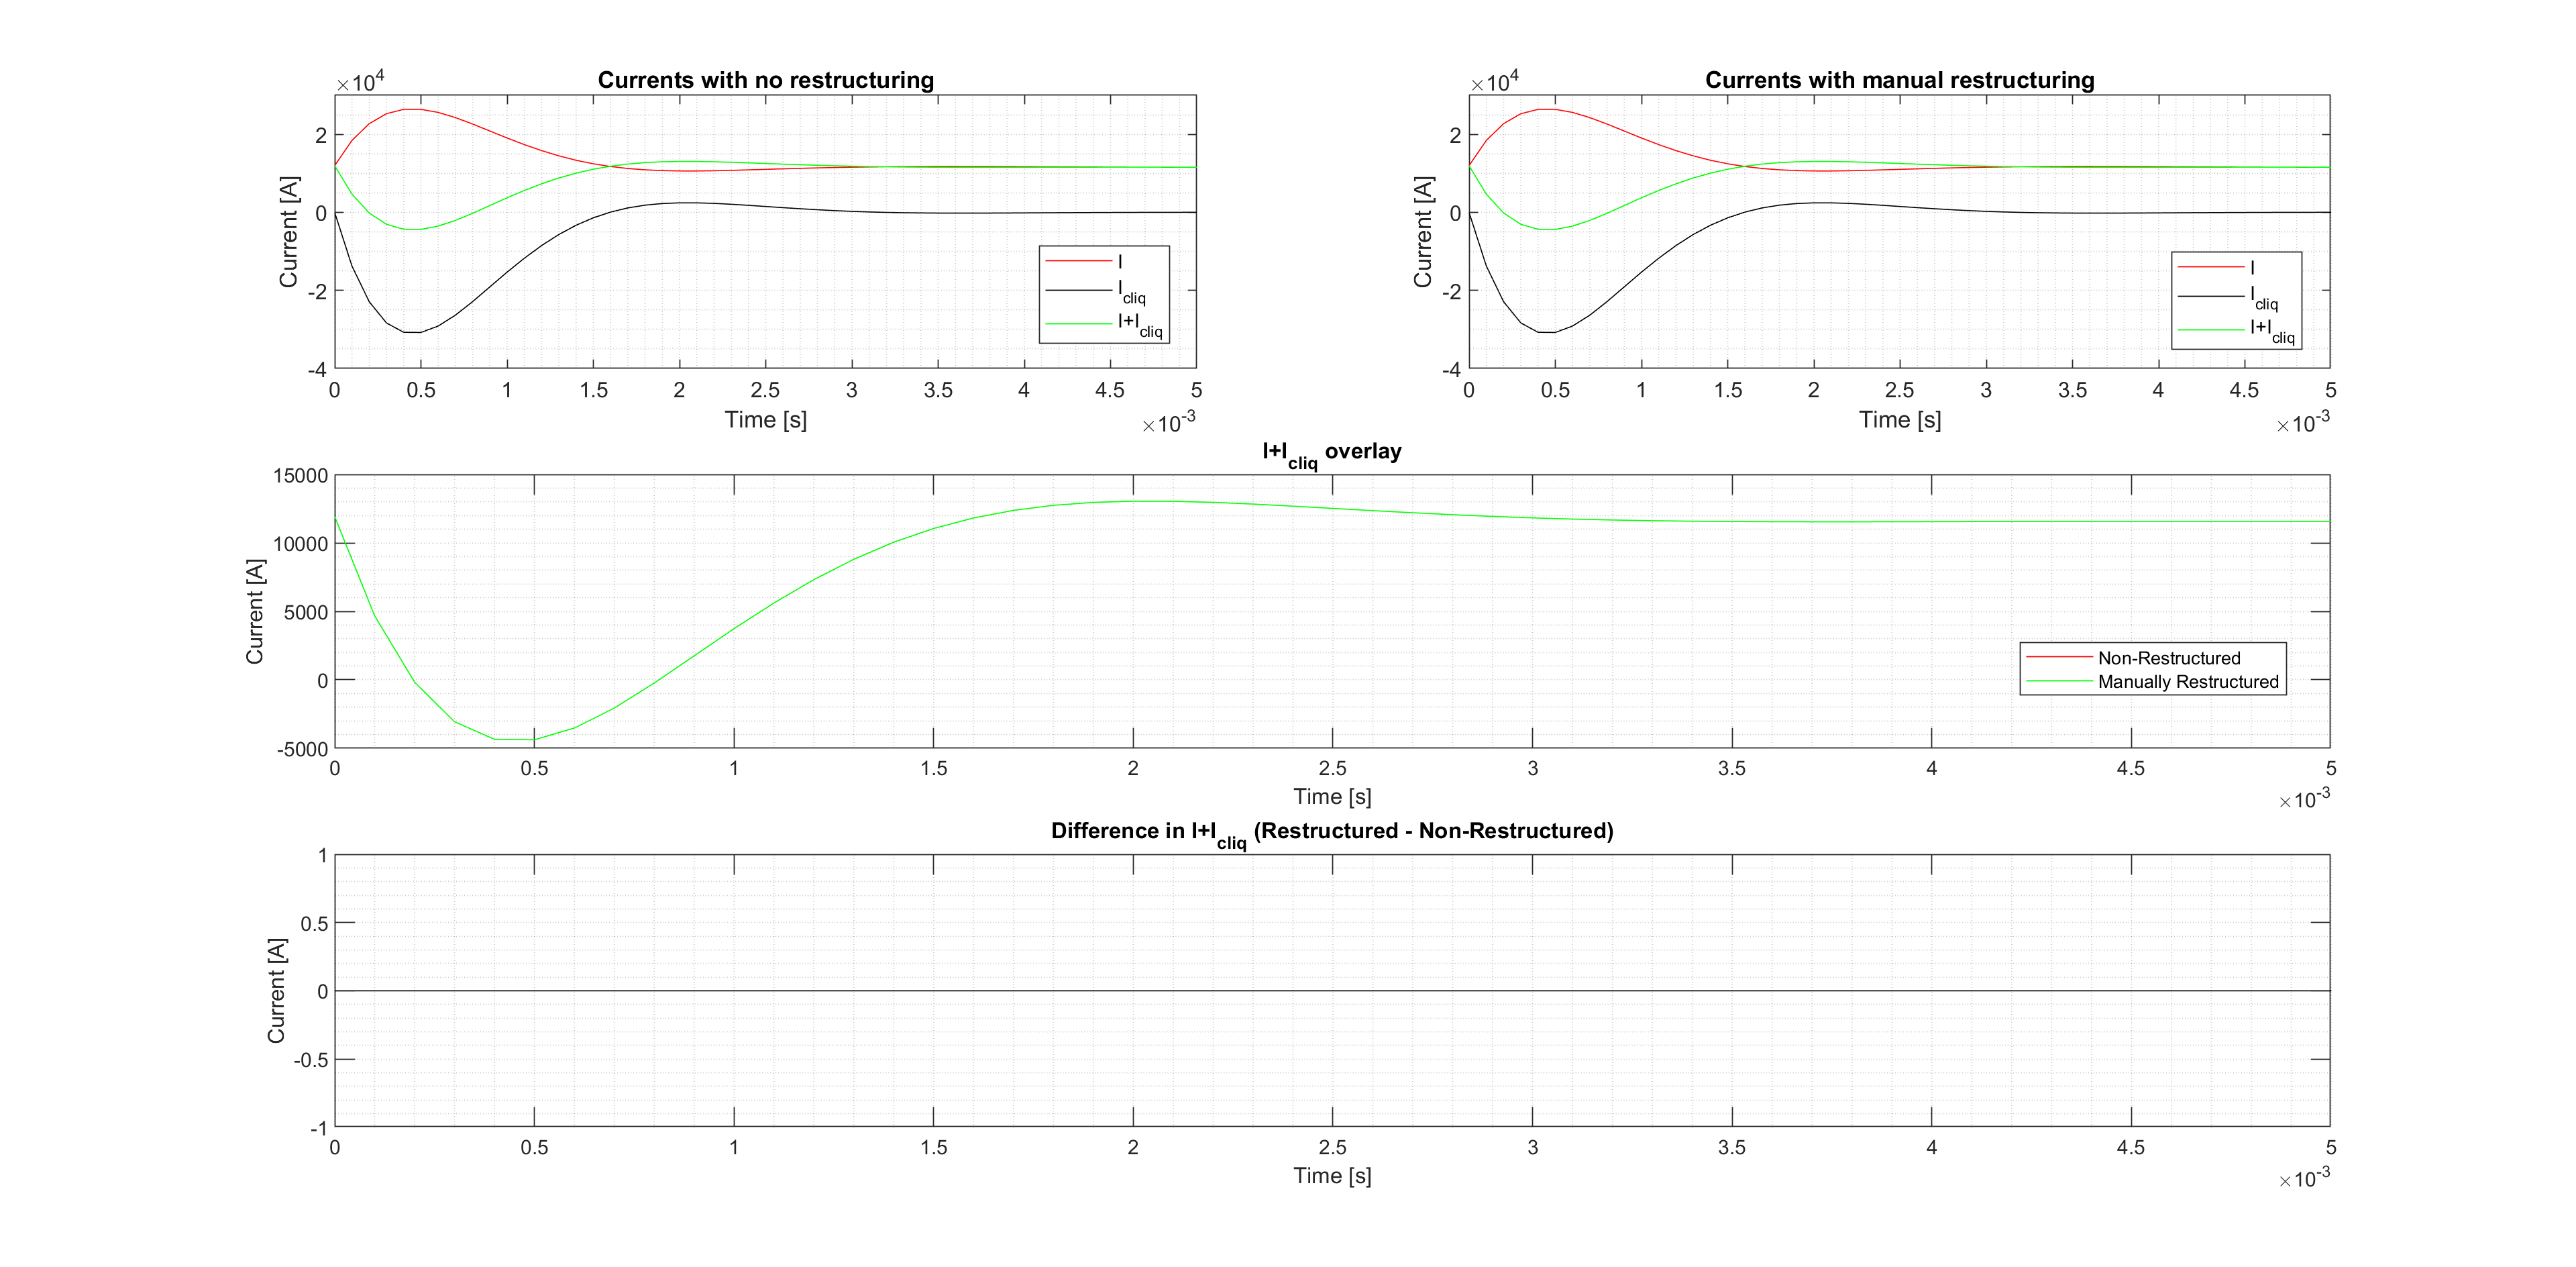 Currents with no restructuring
×10^4
Current [A]
2
0
-2
-4
I
I_cliq
I+I_cliq
0 0.5 1 1.5 2 2.5 3 3.5 4 4.5 5
Time [s]
×10^-3
Currents with manual restructuring
×10^4
Current [A]
2
0
-2
-4
I
I_cliq
I+I_cliq
0 0.5 1 1.5 2 2.5 3 3.5 4 4.5 5
Time [s]
×10^-3
I+I_cliq overlay
Current [A]
15000
10000
5000
0
-5000
Non-Restructured
Manually Restructured
0 0.5 1 1.5 2 2.5 3 3.5 4 4.5 5
Time [s]
×10^-3
Difference in I+I_cliq (Restructured - Non-Restructured)
Current [A]
1
0.5
0
-0.5
-1
0 0.5 1 1.5 2 2.5 3 3.5 4 4.5 5
Time [s]
×10^-3